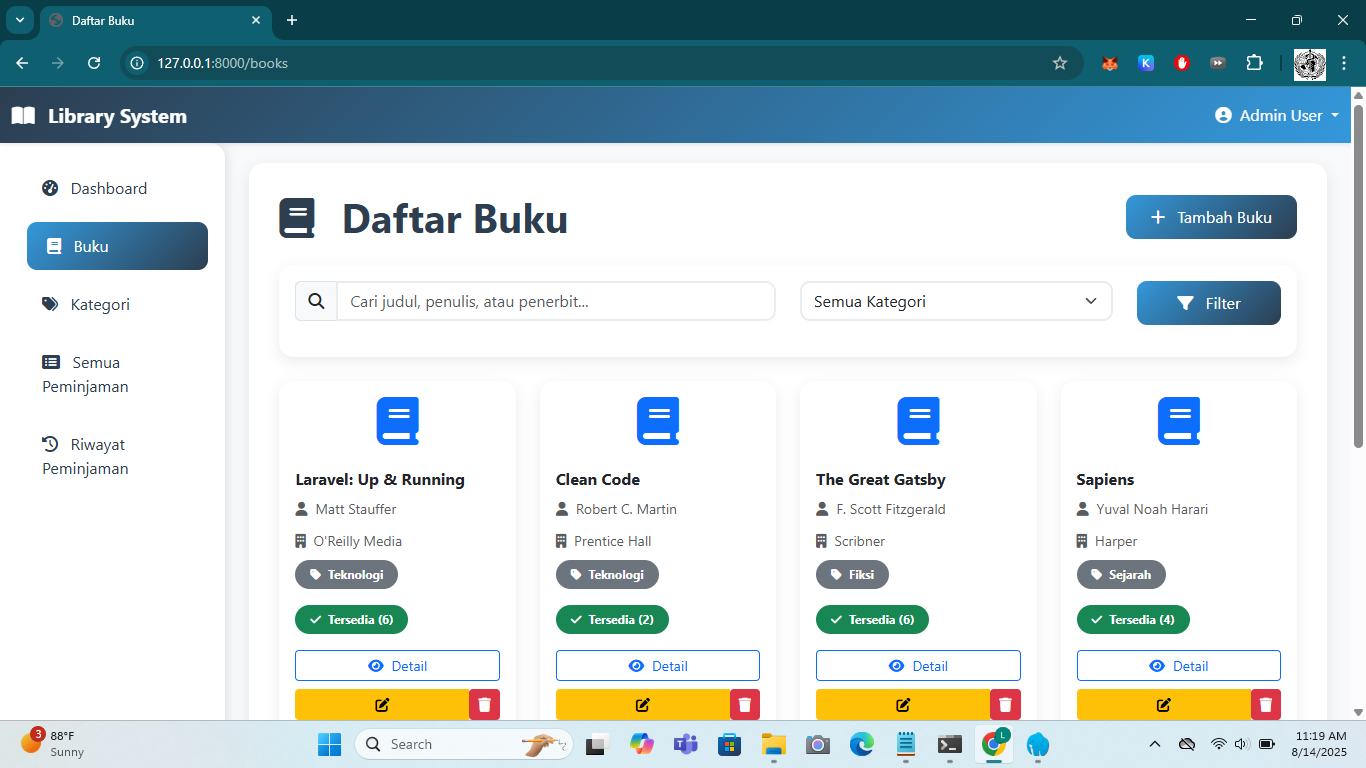 Daftar Buku
127.0.0.1:8000/books
K
Library System
Admin User
Dashboard
Buku
Kategori
Semua
Peminjaman
Riwayat
Peminjaman
Daftar Buku
Tambah Buku
Cari judul, penulis, atau penerbit...
Semua Kategori
Filter
Laravel: Up & Running
Matt Stauffer
O'Reilly Media
Teknologi
Tersedia (6)
Detail
Clean Code
Robert C. Martin
Prentice Hall
Teknologi
Tersedia (2)
Detail
The Great Gatsby
F. Scott Fitzgerald
Scribner
Fiksi
Tersedia (6)
Detail
Sapiens
Yuval Noah Harari
Harper
Sejarah
Tersedia (4)
Detail
3
88°F
Sunny
Search
L
11:19 AM
8/14/2025